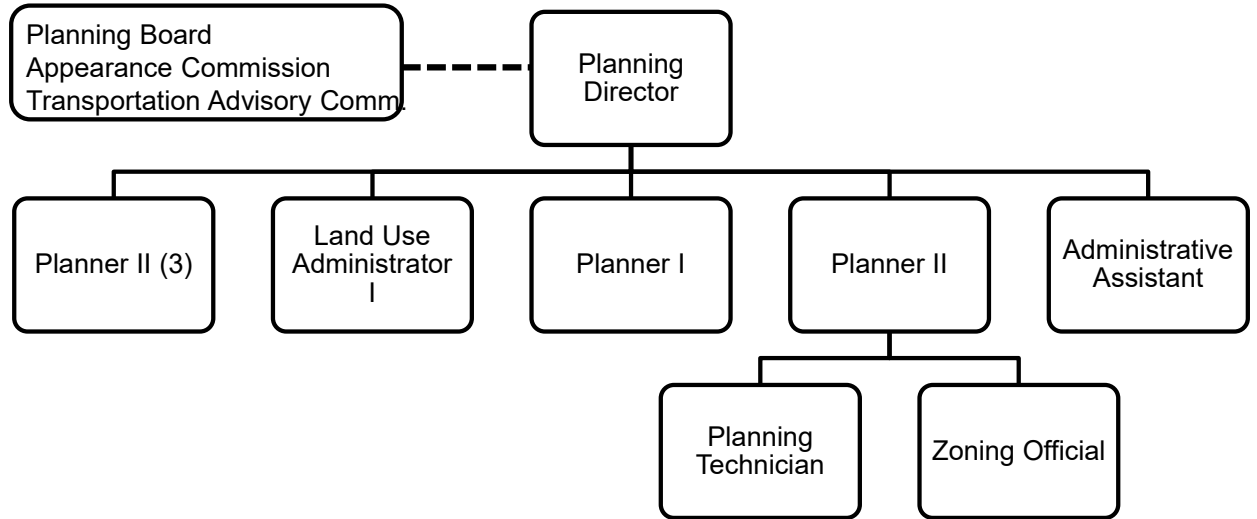 Planning Board
Appearance Commission
Transportation Advisory Comm.
Planning
Director
Planner II (3)
Land Use
Administrator
I
Planner I
Planner II
Administrative
Assistant
Planning
Technician
Zoning Official